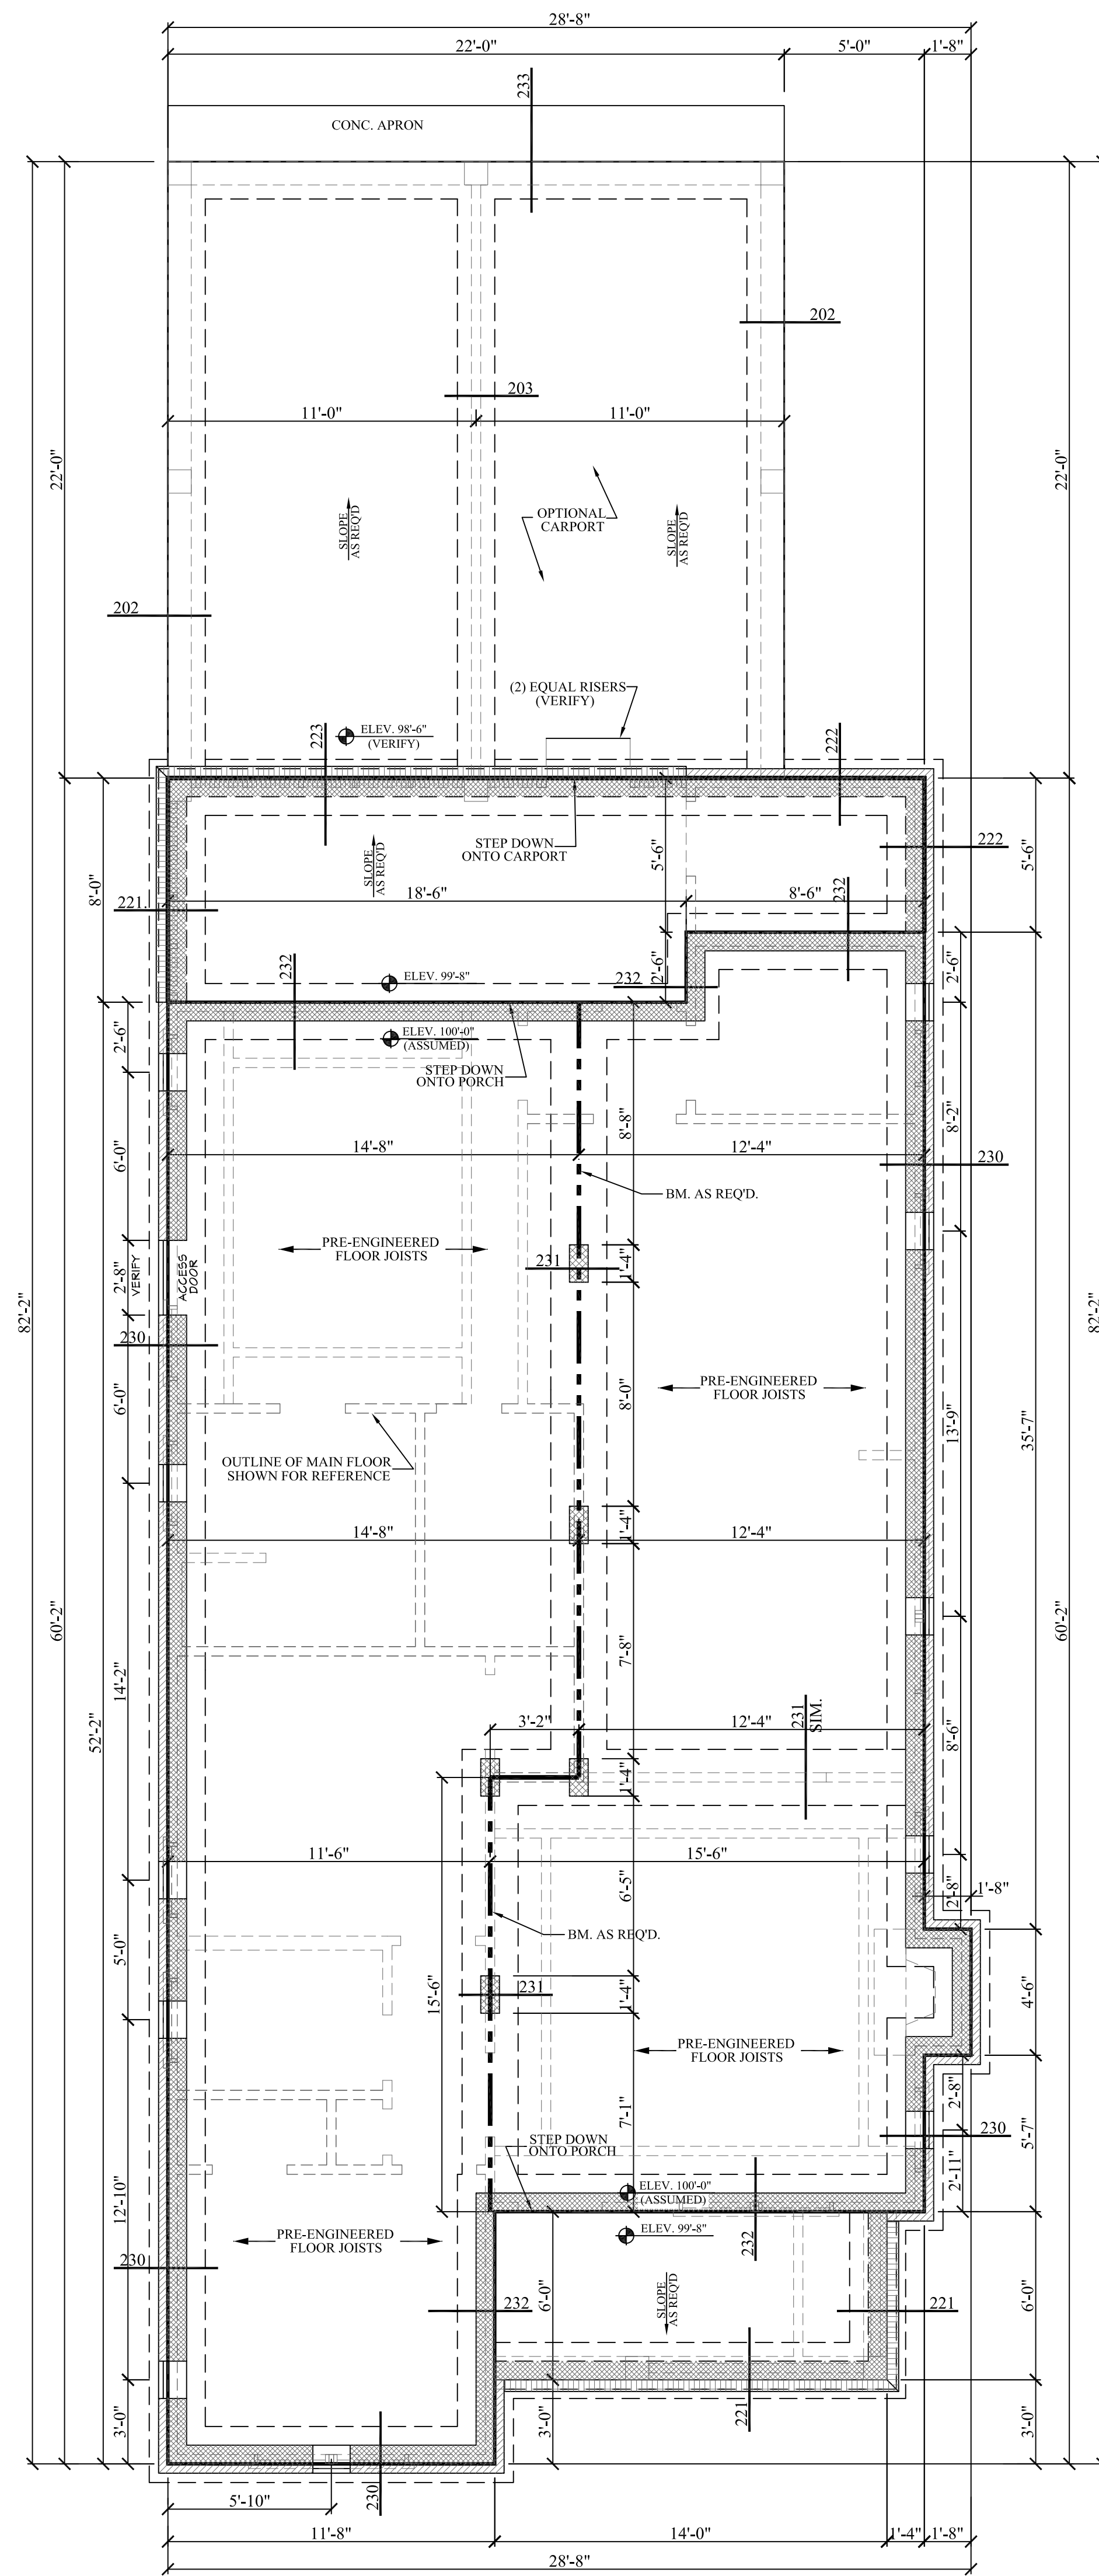 28'-8"
22'-0"
5'-0"
1'-8"
233
CONC. APRON
202
203
11'-0"
11'-0"
22'-0"
22'-0"
OPTIONAL
CARPORT
SLOPE
AS REQ'D
SLOPE
AS REQ'D
202
(2) EQUAL RISERS
(VERIFY)
ELEV. 98'-6"
(VERIFY)
223
222
STEP DOWN
ONTO CARPORT
5'-6"
222
5'-6"
SLOPE
AS REQ'D
8'-0"
18'-6"
8'-6"
232
221
232
ELEV. 99'-8"
232
2'-6"
2'-6"
ELEV. 100'-0"
(ASSUMED)
2'-6"
STEP DOWN
ONTO PORCH
8'-8"
8'-2"
6'-0"
14'-8"
12'-4"
230
BM. AS REQ'D.
PRE-ENGINEERED
FLOOR JOISTS
231
1'-4"
2'-8"
VERIFY
ACCESS
DOOR
82'-2"
82'-2"
230
6'-0"
PRE-ENGINEERED
FLOOR JOISTS
8'-0"
13'-9"
35'-7"
OUTLINE OF MAIN FLOOR
SHOWN FOR REFERENCE
14'-8"
12'-4"
1'-4"
60'-2"
60'-2"
7'-8"
14'-2"
52'-2"
3'-2"
12'-4"
231
SIM.
8'-6"
1'-4"
11'-6"
15'-6"
6'-5"
2'-8"
1'-8"
BM. AS REQ'D.
5'-0"
15'-6"
231
1'-4"
4'-6"
PRE-ENGINEERED
FLOOR JOISTS
7'-1"
2'-8"
230
5'-7"
2'-11"
STEP DOWN
ONTO PORCH
12'-10"
ELEV. 100'-0"
(ASSUMED)
ELEV. 99'-8"
232
PRE-ENGINEERED
FLOOR JOISTS
230
232
6'-0"
SLOPE
AS REQ'D
221
6'-0"
221
3'-0"
3'-0"
3'-0"
230
5'-10"
11'-8"
14'-0"
1'-4"
1'-8"
28'-8"